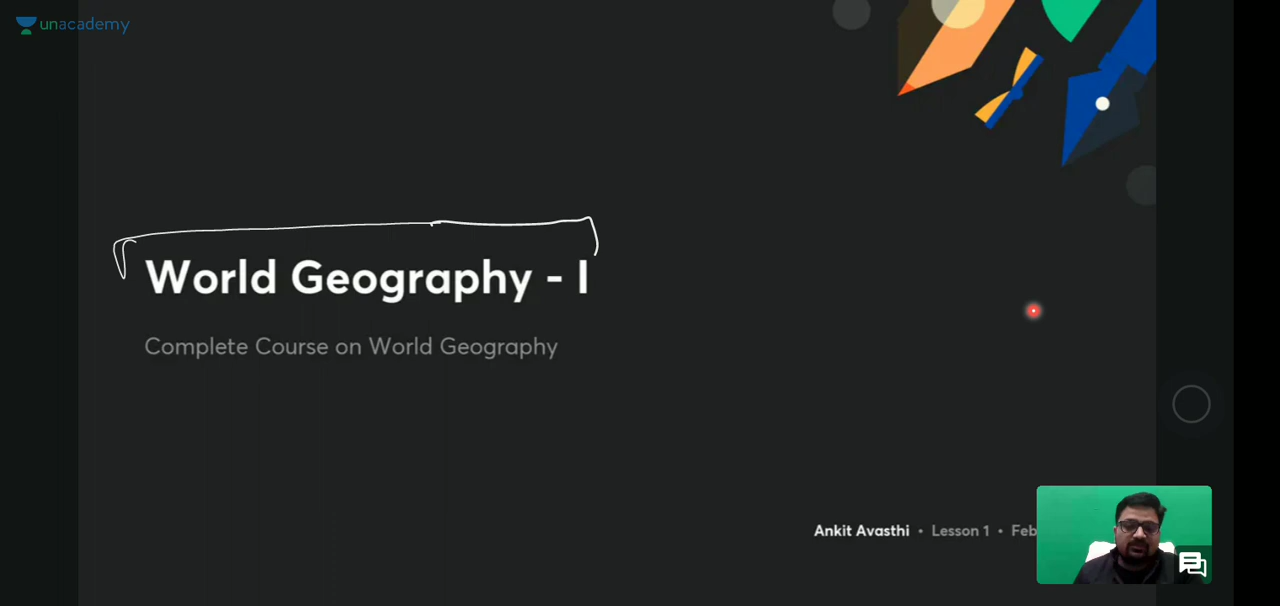 unacademy
World Geography - I
Complete Course on World Geography
Ankit Avasthi • Lesson 1 • Feb